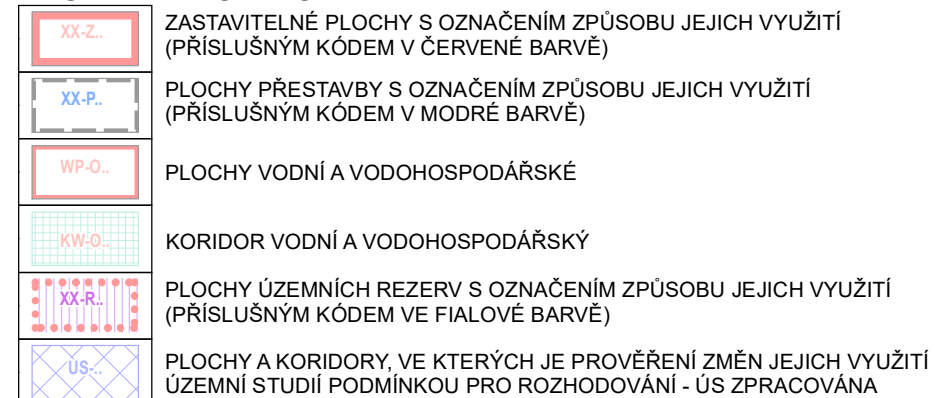 XX-Z..
ZASTAVITELNÉ PLOCHY S OZNAČENÍM ZPŮSOBU JEJICH VYUŽITÍ
(PŘÍSLUŠNÝM KÓDEM V ČERVENÉ BARVĚ)
XX-P..
PLOCHY PŘESTAVBY S OZNAČENÍM ZPŮSOBU JEJICH VYUŽITÍ
(PŘÍSLUŠNÝM KÓDEM V MODRÉ BARVĚ)
WP-O..
PLOCHY VODNÍ A VODOHOSPODÁŘSKÉ
KW-O..
KORIDOR VODNÍ A VODOHOSPODÁŘSKÝ
XX-R..
PLOCHY ÚZEMNÍCH REZERV S OZNAČENÍM ZPŮSOBU JEJICH VYUŽITÍ
(PŘÍSLUŠNÝM KÓDEM VE FIALOVÉ BARVĚ)
US-..
PLOCHY A KORIDORY, VE KTERÝCH JE PROVĚŘENÍ ZMĚN JEJICH VYUŽITÍ
ÚZEMNÍ STUDIÍ PODMÍNKOU PRO ROZHODOVÁNÍ - ÚS ZPRACOVÁNA